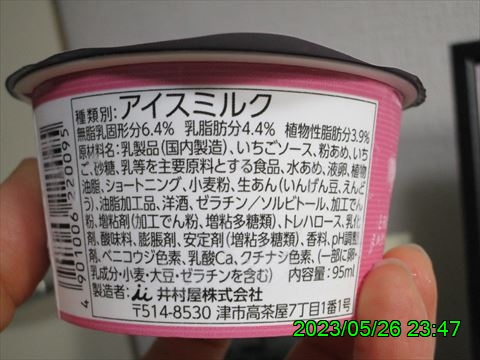 種類別:アイスミルク
無脂乳固形分6.4% 乳脂肪分4.4% 植物性脂肪分3.9%
原材料名:乳製品(国内製造)、いちごソース、粉あめ、いち
ご、砂糖、乳等を主要原料とする食品、水あめ、液卵、植物
油脂、ショートニング、小麦粉、生あん(いんげん豆、えんど
う)、油脂加工品、洋酒、ゼラチン/ソルビトール、加工でん
粉、増粘剤(加工でん粉、増粘多糖類)、トレハロース、乳化
剤、酸味料、膨脹剤、安定剤(増粘多糖類)、香料、pH調整
剤、ベニコウジ色素、乳酸Ca、クチナシ色素、(一部に卵・
乳成分・小麦・大豆・ゼラチンを含む) 内容量:95ml
製造者:井村屋株式会社
〒514-8530 津市高茶屋7丁目1番1号
4901006220095
2023/05/26 23:47